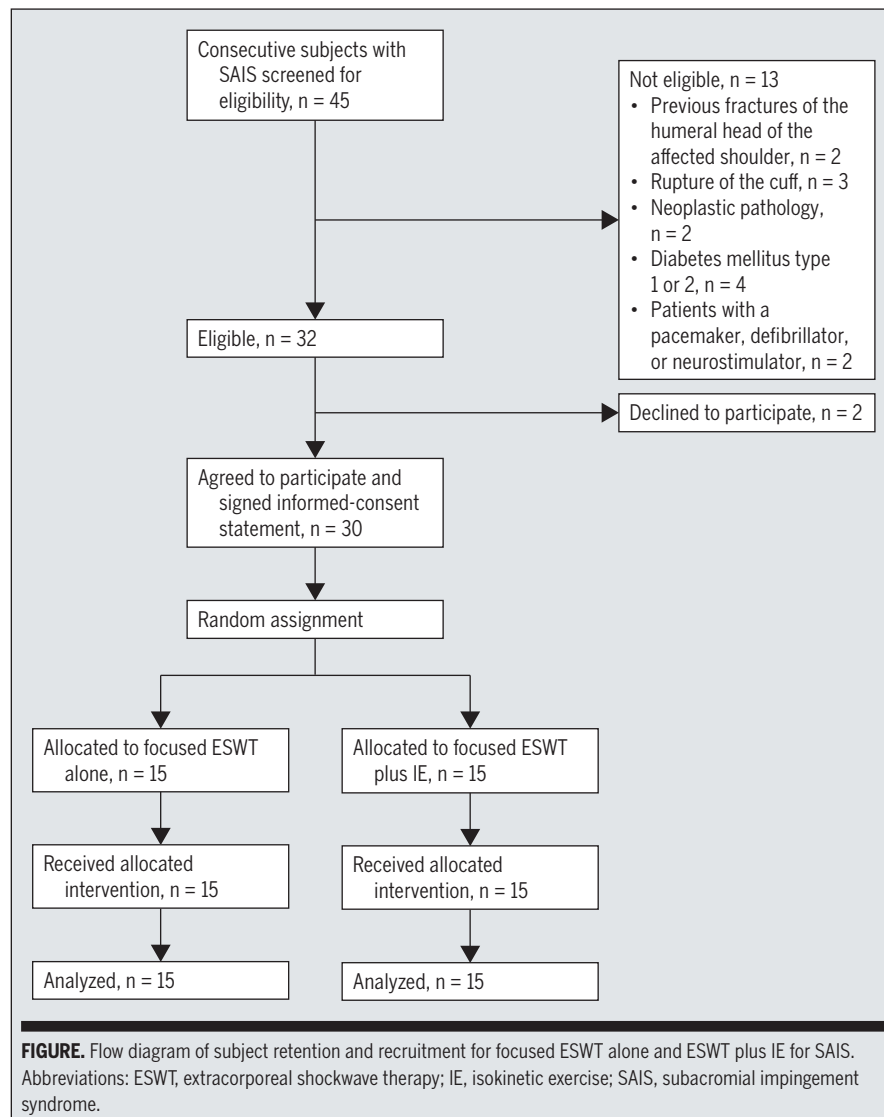 Consecutive subjects with
SAIS screened for
eligibility, n = 45
Not eligible, n = 13
• Previous fractures of the
humeral head of the
affected shoulder, n = 2
• Rupture of the cuff, n = 3
• Neoplastic pathology,
n = 2
• Diabetes mellitus type
1 or 2, n = 4
• Patients with a
pacemaker, defibrillator,
or neurostimulator, n = 2
Eligible, n = 32
Declined to participate, n = 2
Agreed to participate and
signed informed-consent
statement, n = 30
Random assignment
Allocated to focused ESWT
alone, n = 15
Allocated to focused ESWT
plus IE, n = 15
Received allocated
intervention, n = 15
Received allocated
intervention, n = 15
Analyzed, n = 15
Analyzed, n = 15
FIGURE. Flow diagram of subject retention and recruitment for focused ESWT alone and ESWT plus IE for SAIS.
Abbreviations: ESWT, extracorporeal shockwave therapy; IE, isokinetic exercise; SAIS, subacromial impingement
syndrome.